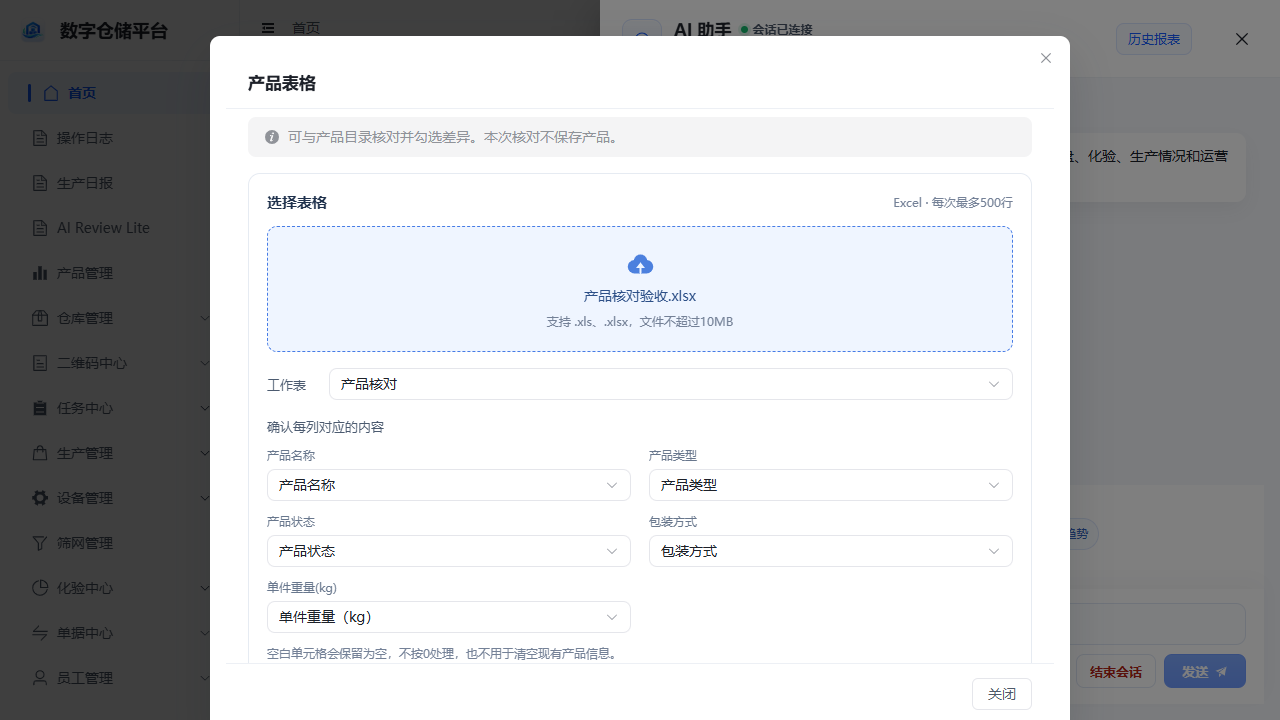 数字仓储平台
首页
操作日志
生产日报
AI Review Lite
产品管理
仓库管理
二维码中心
任务中心
生产管理
设备管理
筛网管理
化验中心
单据中心
员工管理
首页
AI 助手
会话已连接
历史报表
、化验、生产情况和运营
趋势
结束会话
发送
产品表格
可与产品目录核对并勾选差异。本次核对不保存产品。
选择表格
Excel · 每次最多500行
产品核对验收.xlsx
支持 .xls、.xlsx，文件不超过10MB
工作表
产品核对
确认每列对应的内容
产品名称
产品类型
产品名称
产品类型
产品状态
包装方式
产品状态
包装方式
单件重量(kg)
单件重量（kg）
空白单元格会保留为空，不按0处理，也不用于清空现有产品信息。
关闭